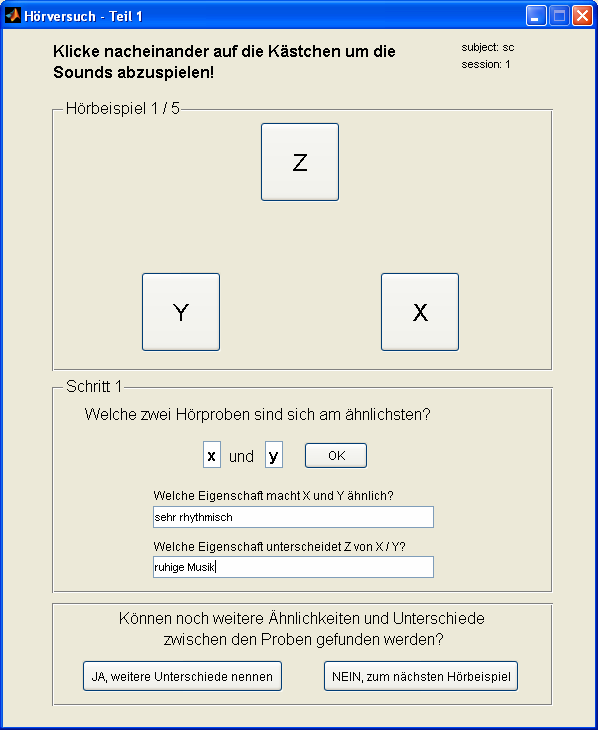 Hörversuch - Teil 1
Klicke nacheinander auf die Kästchen um die
Sounds abzuspielen!
subject: sc
session: 1
Hörbeispiel 1 / 5
Z
Y
X
Schritt 1
Welche zwei Hörproben sind sich am ähnlichsten?
x und y OK
Welche Eigenschaft macht X und Y ähnlich?
sehr rhythmisch
Welche Eigenschaft unterscheidet Z von X / Y?
ruhige Musik
Können noch weitere Ähnlichkeiten und Unterschiede
zwischen den Proben gefunden werden?
JA, weitere Unterschiede nennen
NEIN, zum nächsten Hörbeispiel